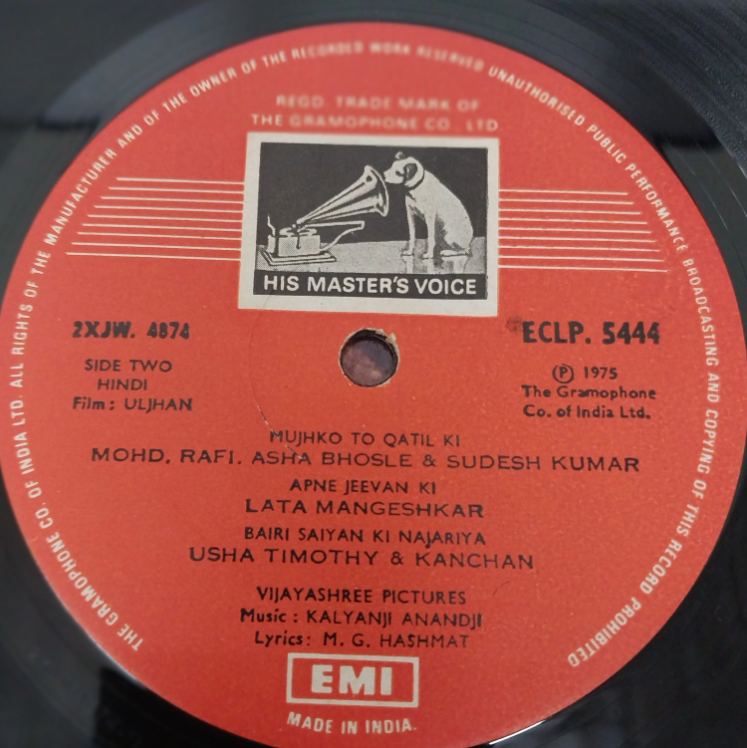 THE GRAMOPHONE CO. OF INDIA LTD. ALL RIGHTS OF THE MANUFACTURER AND OF THE OWNER OF THE RECORDED WORK RESERVED UNAUTHORISED PUBLIC PERFORMANCE BROADCASTING AND COPYING OF THIS RECORD PROHIBITED
REGD. TRADE MARK OF
THE GRAMOPHONE CO. LTD
HIS MASTER'S VOICE
2XJW. 4874
ECLP. 5444
SIDE TWO
HINDI
Film : ULJHAN
Ⓟ 1975
The Gramophone
Co. of India Ltd.
MUJHKO TO QATIL KI
MOHD. RAFI. ASHA BHOSLE & SUDESH KUMAR
APNE JEEVAN KI
LATA MANGESHKAR
BAIRI SAIYAN KI NAJARIYA
USHA TIMOTHY & KANCHAN
VIJAYASHREE PICTURES
Music : KALYANJI ANANDJI
Lyrics: M. G. HASHMAT
EMI
MADE IN INDIA.